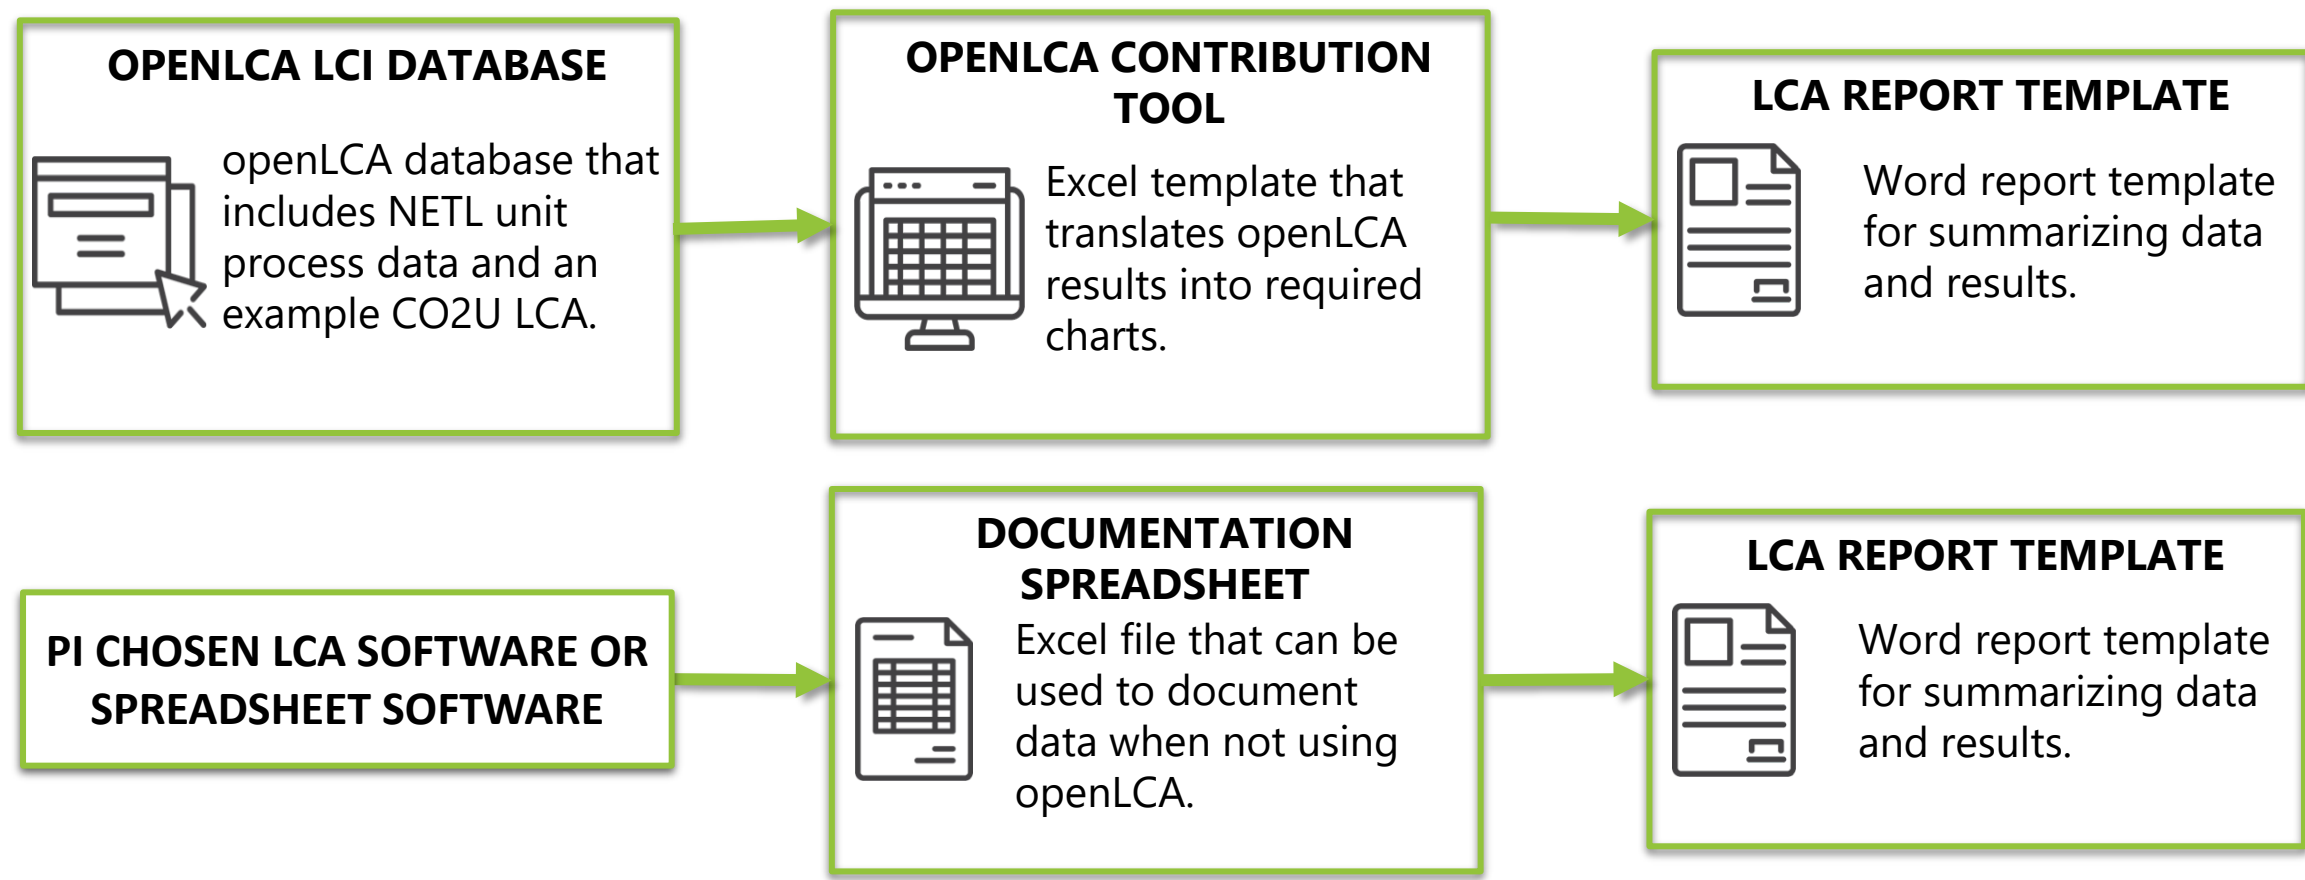 OPENLCA LCI DATABASE
openLCA database that
includes NETL unit
process data and an
example CO2U LCA.
OPENLCA CONTRIBUTION
TOOL
Excel template that
translates openLCA
results into required
charts.
LCA REPORT TEMPLATE
Word report template
for summarizing data
and results.
PI CHOSEN LCA SOFTWARE OR
SPREADSHEET SOFTWARE
DOCUMENTATION
SPREADSHEET
Excel file that can be
used to document
data when not using
openLCA.
LCA REPORT TEMPLATE
Word report template
for summarizing data
and results.